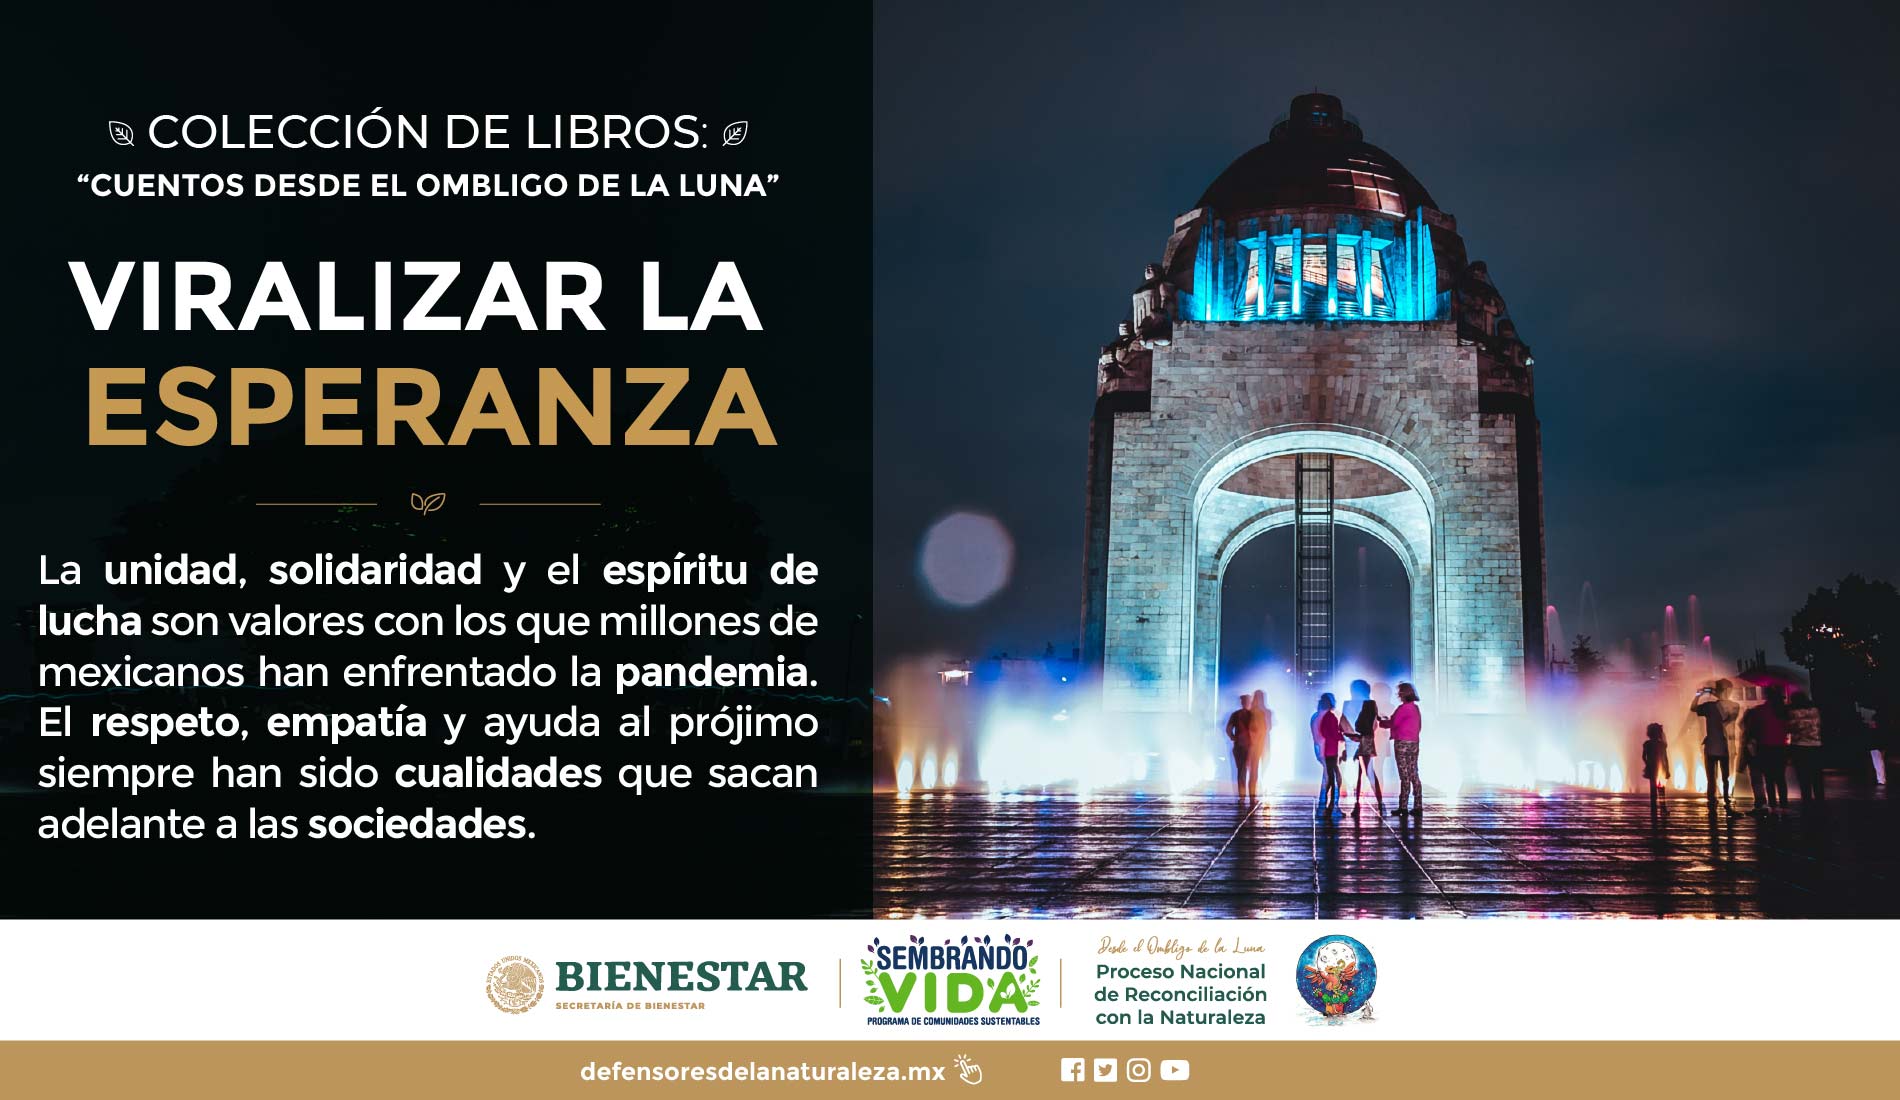 COLECCIÓN DE LIBROS:
“CUENTOS DESDE EL OMBLIGO DE LA LUNA”
VIRALIZAR LA
ESPERANZA
La unidad, solidaridad y el espíritu de
lucha son valores con los que millones de
mexicanos han enfrentado la pandemia.
El respeto, empatía y ayuda al prójimo
siempre han sido cualidades que sacan
adelante a las sociedades.
ESTADOS UNIDOS MEXICANOS
BIENESTAR
SECRETARÍA DE BIENESTAR
SEMBRANDO
VIDA
PROGRAMA DE COMUNIDADES SUSTENTABLES
Desde el Ombligo de la Luna
Proceso Nacional
de Reconciliación
con la Naturaleza
defensoresdelanaturaleza.mx